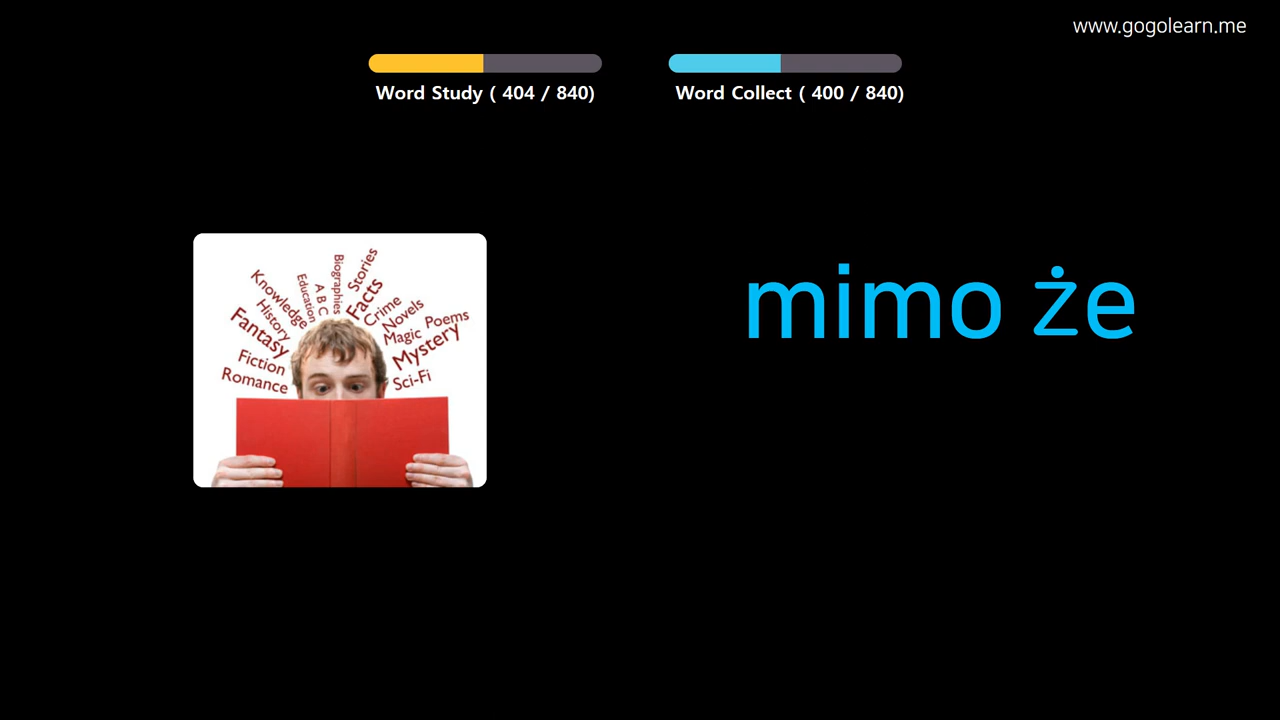 www.gogolearn.me
Word Study ( 404 / 840)
Word Collect ( 400 / 840)
mimo że
Knowledge
History
Fantasy
Fiction
Romance
Education
A B C
Biographies
Stories
Facts
Crime
Novels
Magic
Poems
Mystery
Sci-Fi